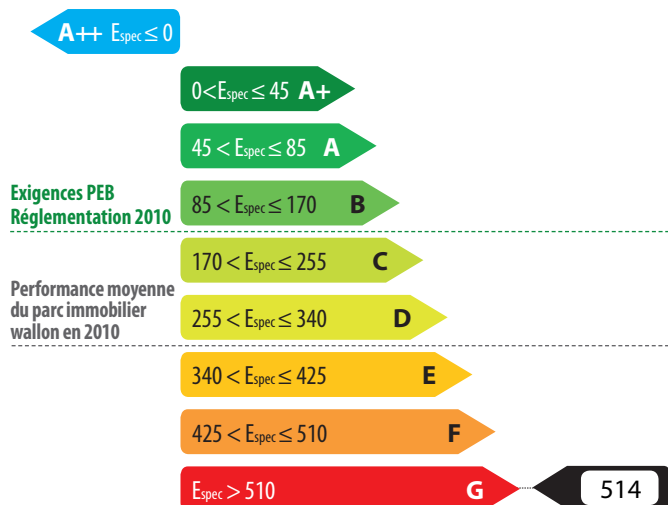 A++ Espec ≤ 0
0<Espec ≤ 45 A+
45 < Espec ≤ 85 A
Exigences PEB
Réglementation 2010
85 < Espec ≤ 170 B
170 < Espec ≤ 255 C
Performance moyenne
du parc immobilier
wallon en 2010
255 < Espec ≤ 340 D
340 < Espec ≤ 425 E
425 < Espec ≤ 510 F
Espec > 510 G 514